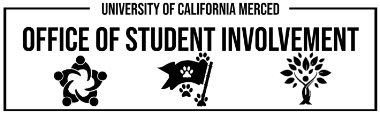 UNIVERSITY OF CALIFORNIA MERCED
OFFICE OF STUDENT INVOLVEMENT